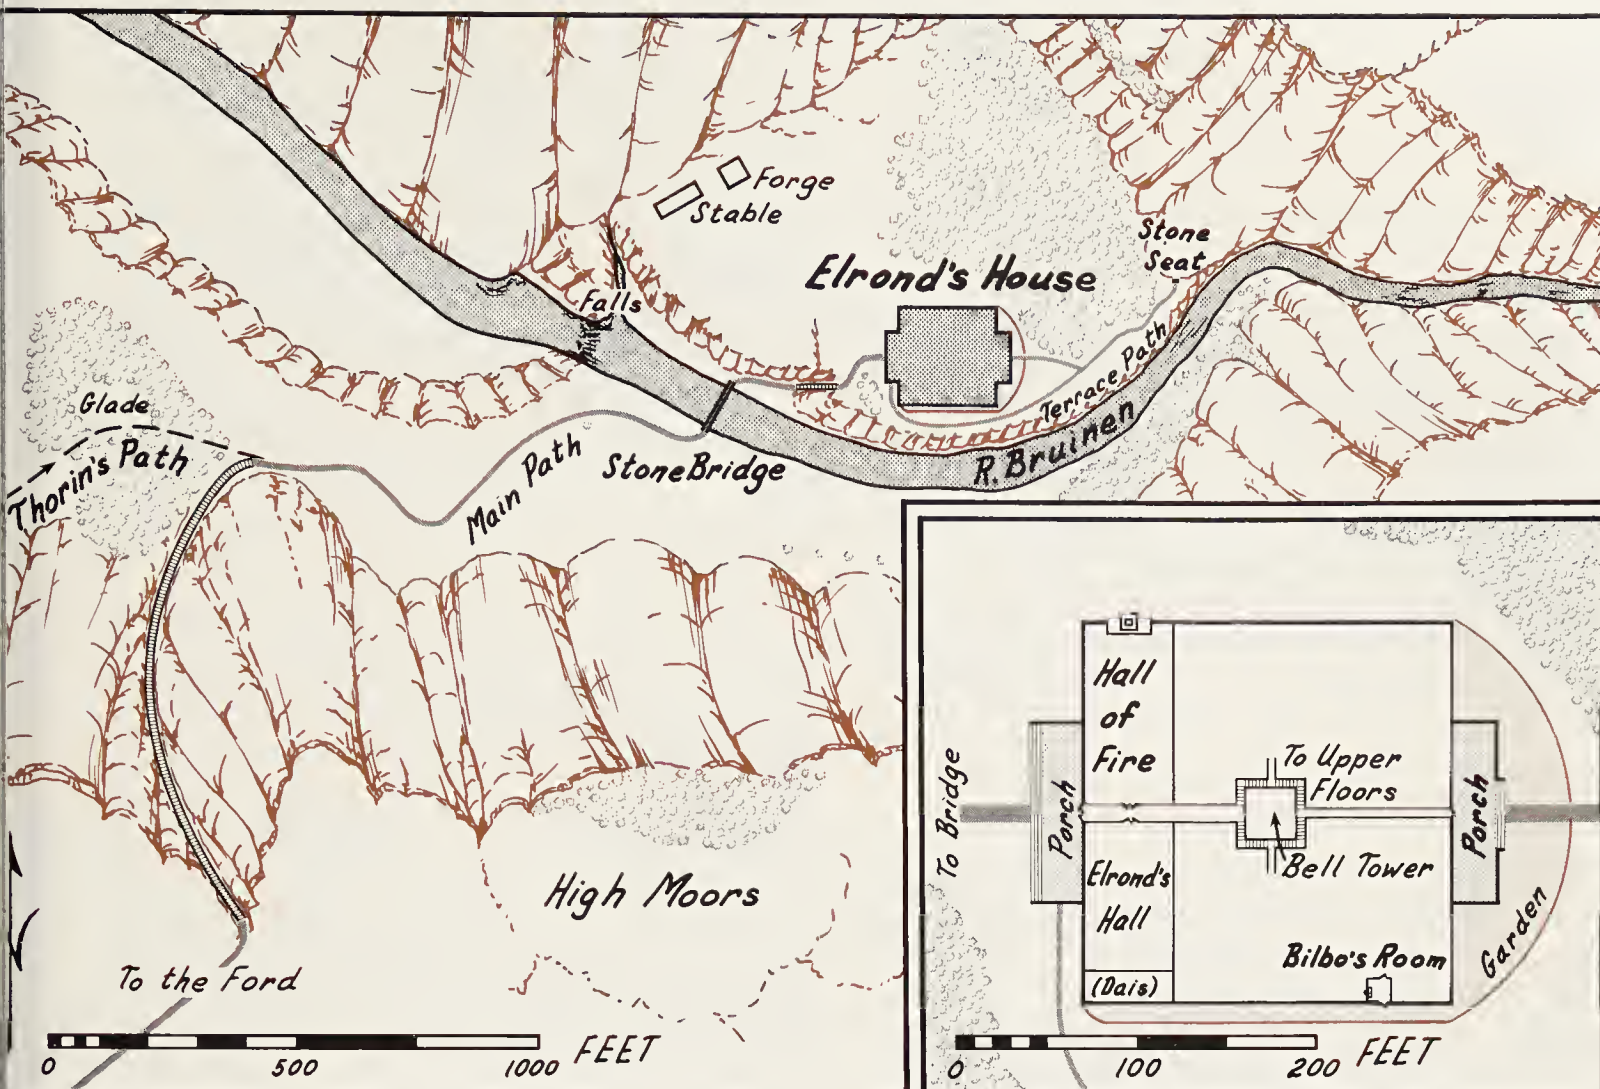 Forge
Stable
Stone
Seat
Elrond's House
Falls
Terrace Path
R. Bruinen
Glade
Thorin's Path
Main Path
Stone Bridge
High Moors
To the Ford
0 500 1000 FEET
Hall
of
Fire
To Upper
Floors
To Bridge
Porch
Porch
Bell Tower
Elrond's
Hall
(Dais)
Bilbo's Room
Garden
0 100 200 FEET